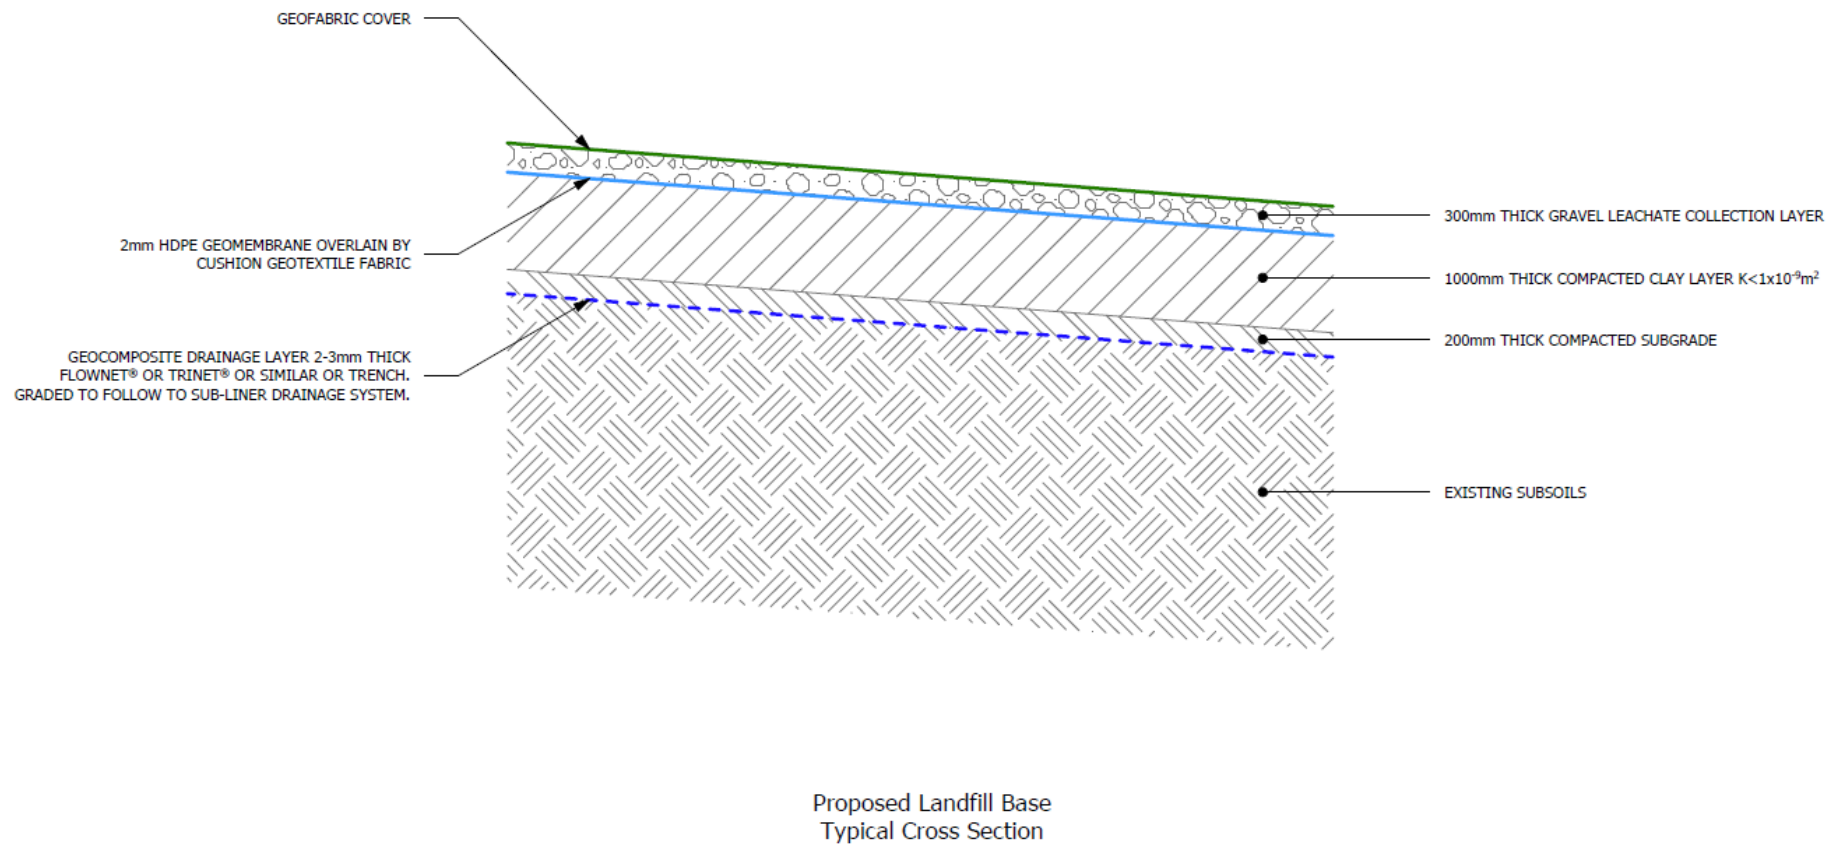 GEOFABRIC COVER
2mm HDPE GEOMEMBRANE OVERLAIN BY
CUSHION GEOTEXTILE FABRIC
GEOCOMPOSITE DRAINAGE LAYER 2-3mm THICK
FLOWNET® OR TRINET® OR SIMILAR OR TRENCH.
GRADED TO FOLLOW TO SUB-LINER DRAINAGE SYSTEM.
300mm THICK GRAVEL LEACHATE COLLECTION LAYER
1000mm THICK COMPACTED CLAY LAYER K<1x10⁻⁹m²
200mm THICK COMPACTED SUBGRADE
EXISTING SUBSOILS
Proposed Landfill Base
Typical Cross Section